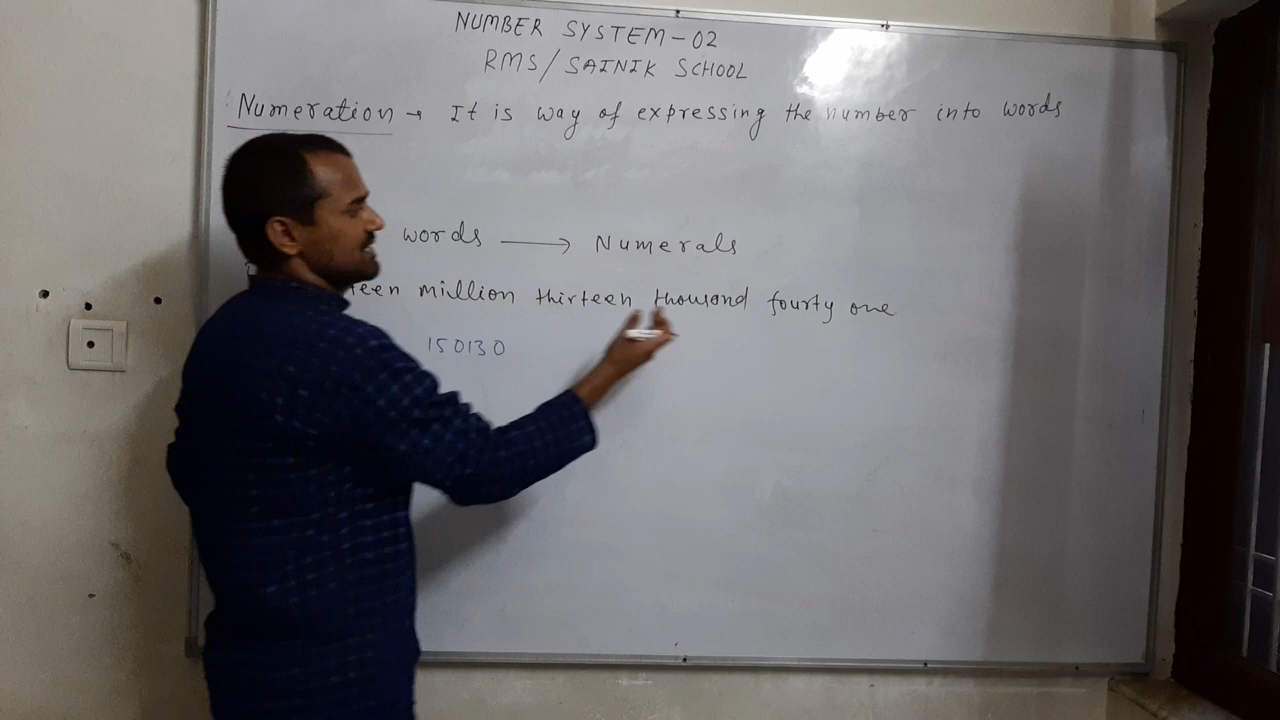 NUMBER SYSTEM-02
RMS/SAINIK SCHOOL
Numeration → It is way of expressing the number into words
words → Numerals
million thirteen thousand fourty one
150130